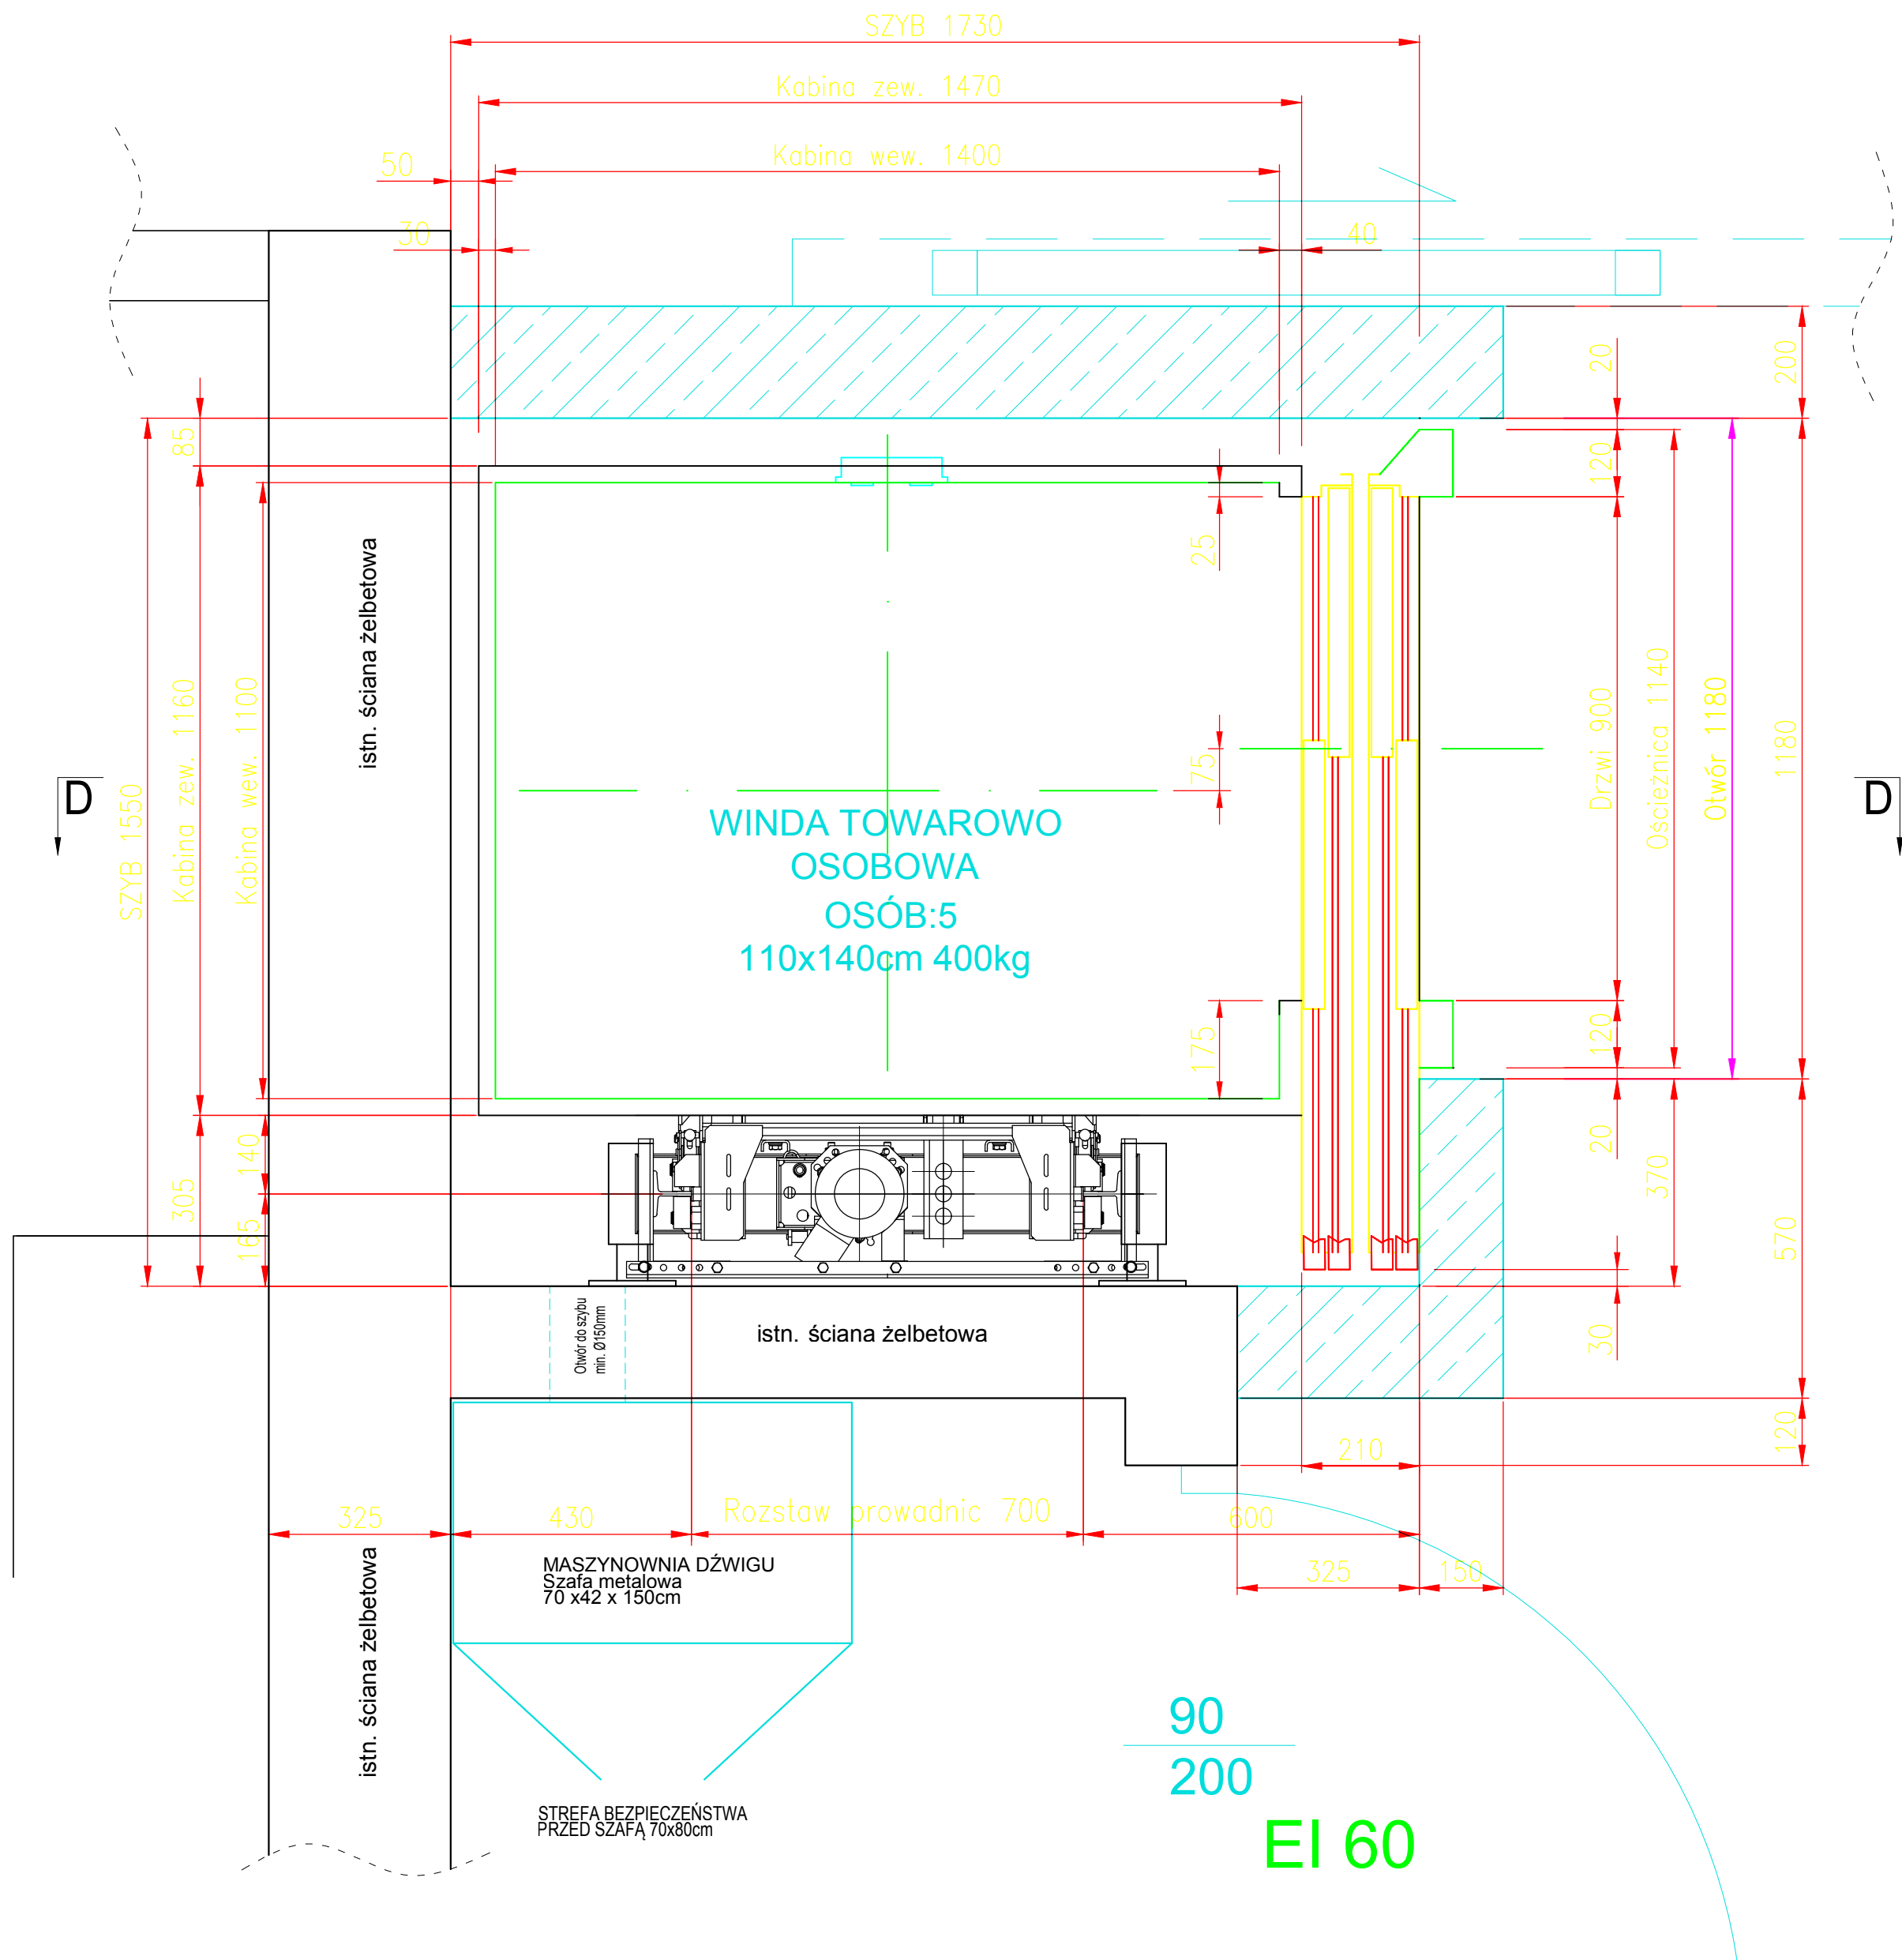 SZYB 1730
Kabina zew. 1470
Kabina wew. 1400
50
30
40
20
200
85
120
25
istn. ściana żelbetowa
SZYB 1550
Kabina zew. 1160
Kabina wew. 1100
75
Drzwi 900
Ościeżnica 1140
Otwór 1180
1180
D
D
WINDA TOWAROWO
OSOBOWA
OSÓB:5
110x140cm 400kg
175
120
140
305
165
20
370
570
Otwór do szybu
min. Ø150mm
istn. ściana żelbetowa
30
210
120
325
430
Rozstaw prowadnic 700
600
325
150
MASZYNOWNIA DŹWIGU
Szafa metalowa
70 x42 x 150cm
istn. ściana żelbetowa
90
200
STREFA BEZPIECZEŃSTWA
PRZED SZAFĄ 70x80cm
EI 60